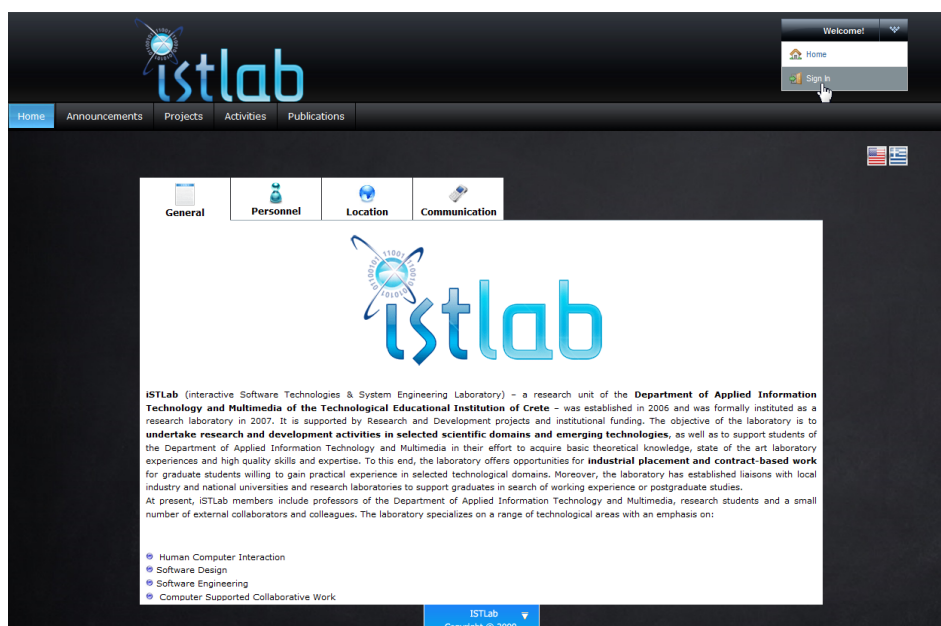 istlab
Welcome!
Home
Sign In
Home Announcements Projects Activities Publications
General Personnel Location Communication
istlab
iSTLab (interactive Software Technologies & System Engineering Laboratory) – a research unit of the Department of Applied Information
Technology and Multimedia of the Technological Educational Institution of Crete – was established in 2006 and was formally instituted as a
research laboratory in 2007. It is supported by Research and Development projects and institutional funding. The objective of the laboratory is to
undertake research and development activities in selected scientific domains and emerging technologies, as well as to support students of
the Department of Applied Information Technology and Multimedia in their effort to acquire basic theoretical knowledge, state of the art laboratory
experiences and high quality skills and expertise. To this end, the laboratory offers opportunities for industrial placement and contract-based work
for graduate students willing to gain practical experience in selected technological domains. Moreover, the laboratory has established liaisons with local
industry and national universities and research laboratories to support graduates in search of working experience or postgraduate studies.
At present, iSTLab members include professors of the Department of Applied Information Technology and Multimedia, research students and a small
number of external collaborators and colleagues. The laboratory specializes on a range of technological areas with an emphasis on:
Human Computer Interaction
Software Design
Software Engineering
Computer Supported Collaborative Work
ISTLab
Copyright © 2009